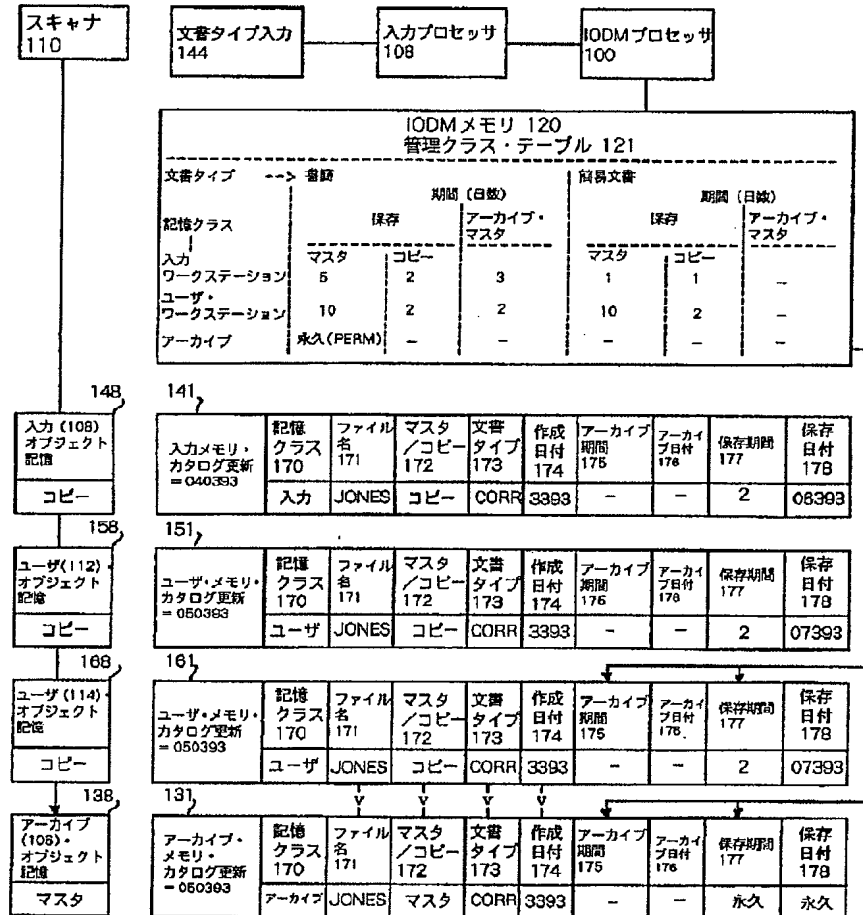 スキャナ
110
文書タイプ入力
144
入力プロセッサ
108
IODMプロセッサ
100
IODMメモリ 120
管理クラス・テーブル 121
文書タイプ --> 書簡 簡易文書
期間 (日数) 期間 (日数)
記憶クラス 保存 アーカイブ・マスタ 保存 アーカイブ・マスタ
マスタ コピー マスタ コピー
入力ワークステーション 5 2 3 1 1 -
ユーザ・ワークステーション 10 2 2 10 2 -
アーカイブ 永久(PERM) - - - - -
148
入力 (108)
オブジェクト
記憶
コピー
141
入力メモリ・
カタログ更新
= 040393
記憶クラス 170 ファイル名 171 マスタ/コピー 172 文書タイプ 173 作成日付 174 アーカイブ期間 175 アーカイブ日付 176 保存期間 177 保存日付 178
入力 JONES コピー CORR 3393 - - 2 06393
158
ユーザ(112)・
オブジェクト
記憶
コピー
151
ユーザ・メモリ・
カタログ更新
= 050393
記憶クラス 170 ファイル名 171 マスタ/コピー 172 文書タイプ 173 作成日付 174 アーカイブ期間 175 アーカイブ日付 176 保存期間 177 保存日付 178
ユーザ JONES コピー CORR 3393 - - 2 07393
168
ユーザ (114)・
オブジェクト
記憶
コピー
161
ユーザ・メモリ・
カタログ更新
= 050393
記憶クラス 170 ファイル名 171 マスタ/コピー 172 文書タイプ 173 作成日付 174 アーカイブ期間 175 アーカイブ日付 176 保存期間 177 保存日付 178
ユーザ JONES コピー CORR 3393 - - 2 07393
v v v v
138
アーカイブ
(106)・
オブジェクト
記憶
マスタ
131
アーカイブ・
メモリ・
カタログ更新
= 050393
記憶クラス 170 ファイル名 171 マスタ/コピー 172 文書タイプ 173 作成日付 174 アーカイブ期間 175 アーカイブ日付 176 保存期間 177 保存日付 178
アーカイブ JONES マスタ CORR 3393 - - 永久 永久